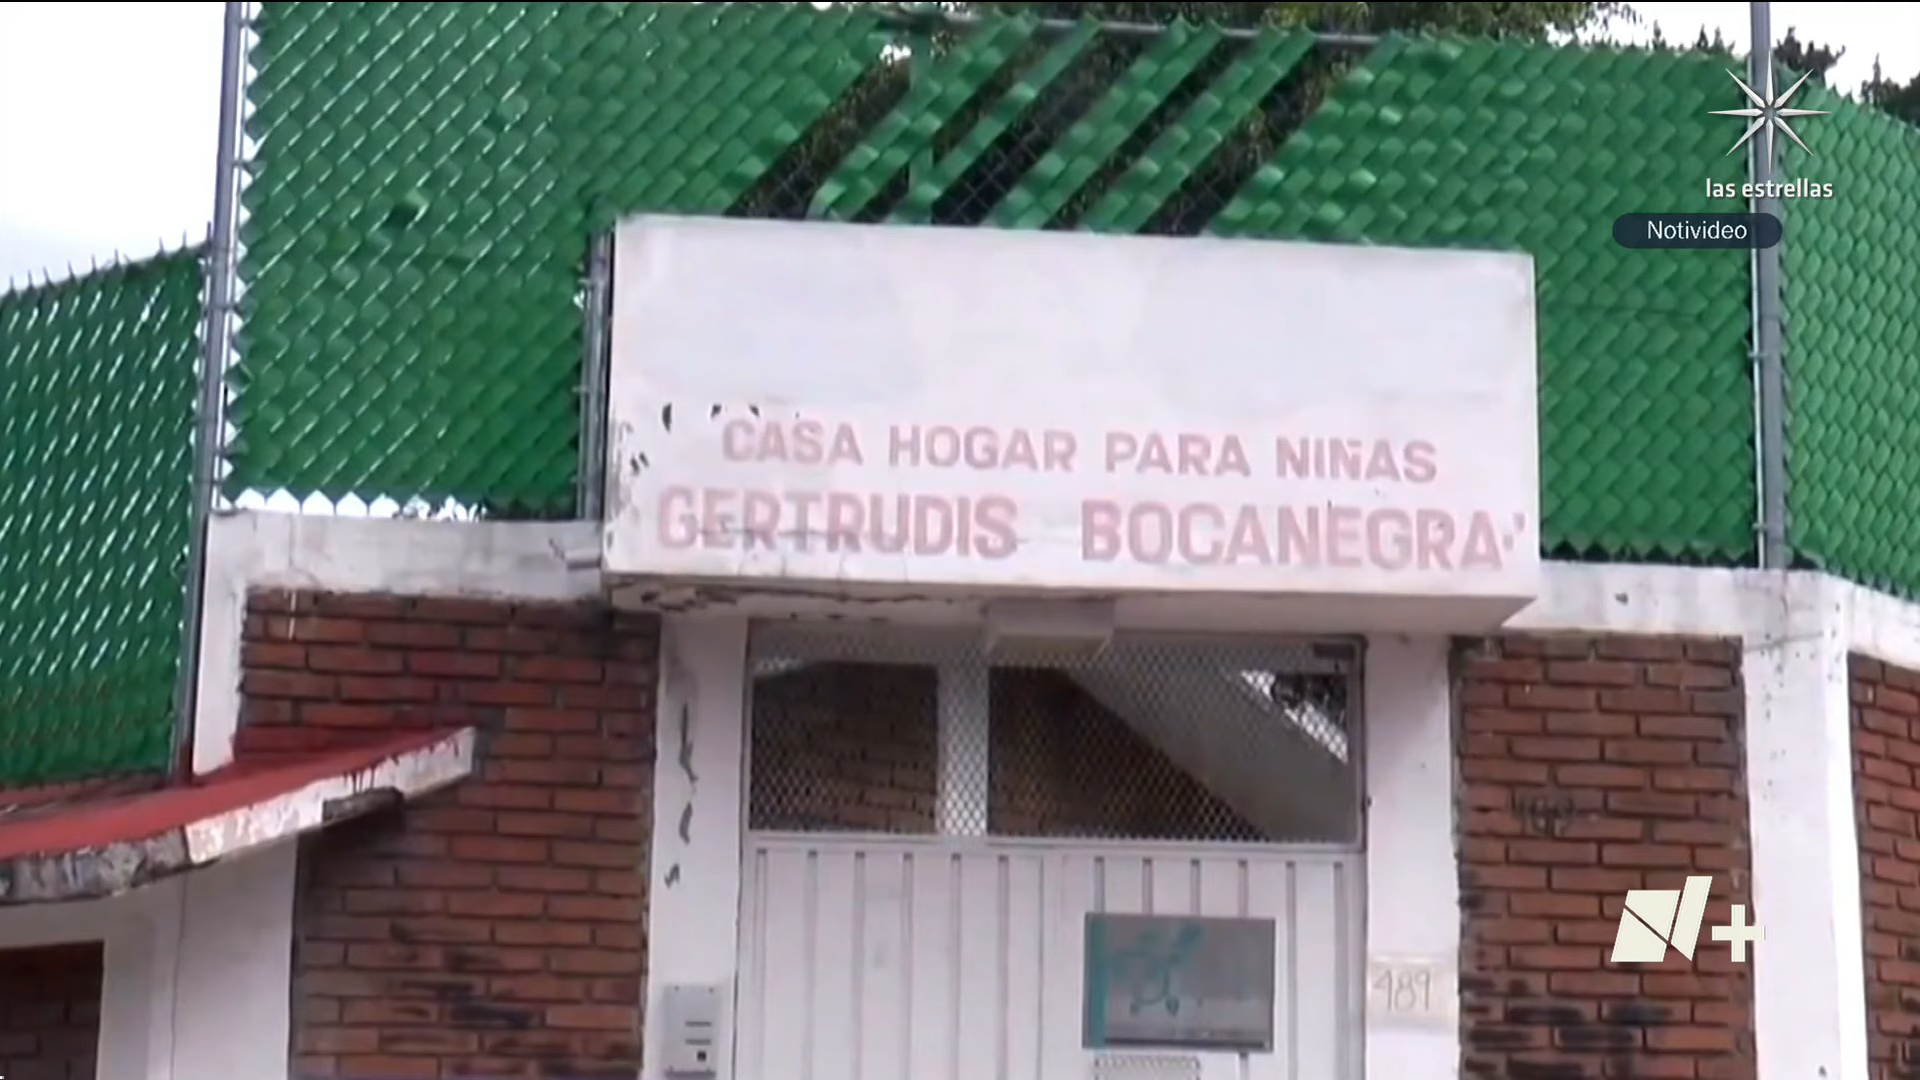 las estrellas
Notivideo
CASA HOGAR PARA NIÑAS
GERTRUDIS BOCANEGRA
N+
489